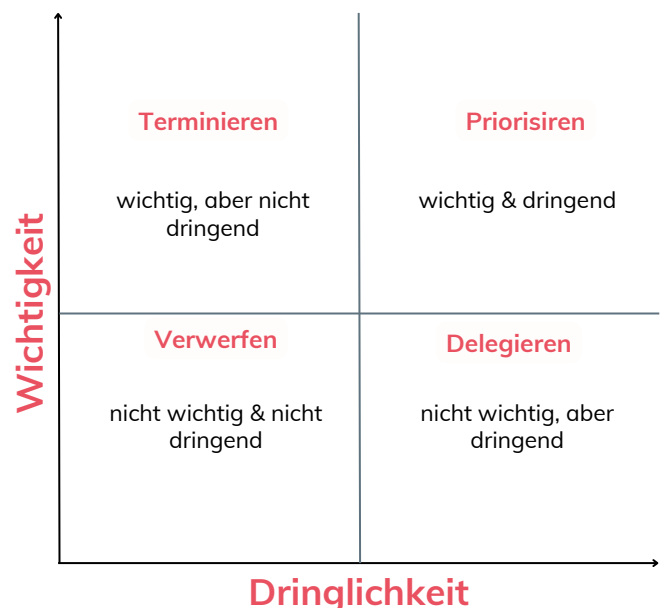 Terminieren
Priorisiren
wichtig, aber nicht
dringend
wichtig & dringend
Wichtigkeit
Verwerfen
Delegieren
nicht wichtig & nicht
dringend
nicht wichtig, aber
dringend
Dringlichkeit